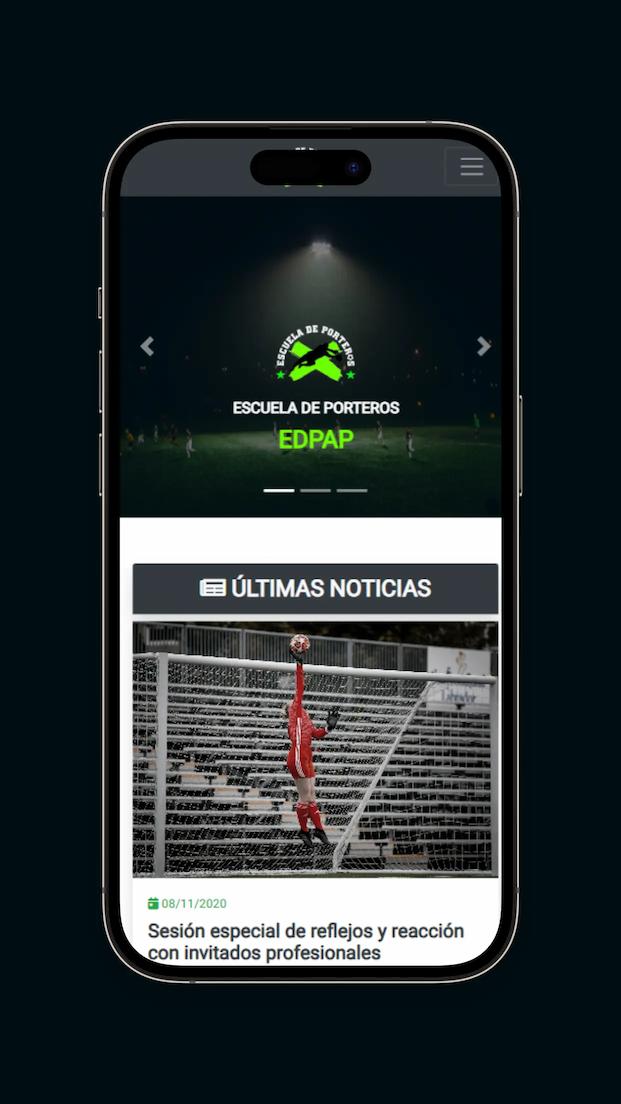 ESCUELA DE PORTEROS
ESCUELA DE PORTEROS
EDPAP
ÚLTIMAS NOTICIAS
08/11/2020
Sesión especial de reflejos y reacción
con invitados profesionales